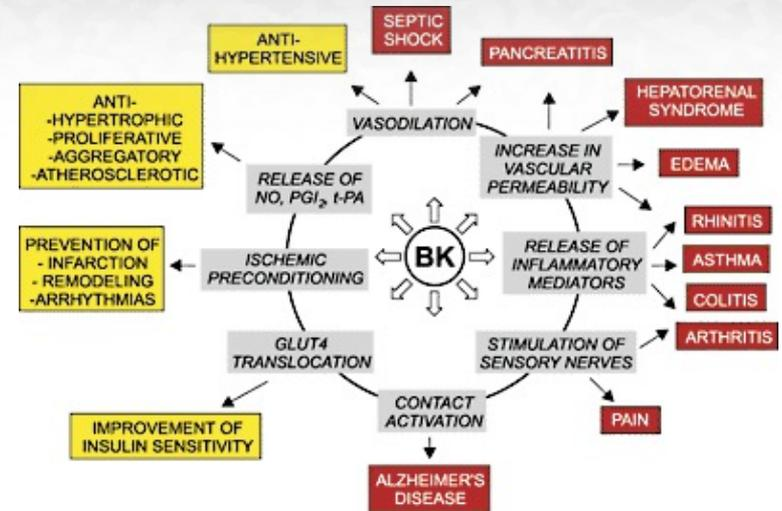 SEPTIC
SHOCK
ANTI-
HYPERTENSIVE
PANCREATITIS
HEPATORENAL
SYNDROME
ANTI-
-HYPERTROPHIC
-PROLIFERATIVE
-AGGREGATORY
-ATHEROSCLEROTIC
VASODILATION
INCREASE IN
VASCULAR
PERMEABILITY
EDEMA
RELEASE OF
NO, PGI2, t-PA
RHINITIS
PREVENTION OF
- INFARCTION
- REMODELING
-ARRHYTHMIAS
ISCHEMIC
PRECONDITIONING
BK
RELEASE OF
INFLAMMATORY
MEDIATORS
ASTHMA
COLITIS
GLUT4
TRANSLOCATION
STIMULATION OF
SENSORY NERVES
ARTHRITIS
CONTACT
ACTIVATION
PAIN
IMPROVEMENT OF
INSULIN SENSITIVITY
ALZHEIMER'S
DISEASE